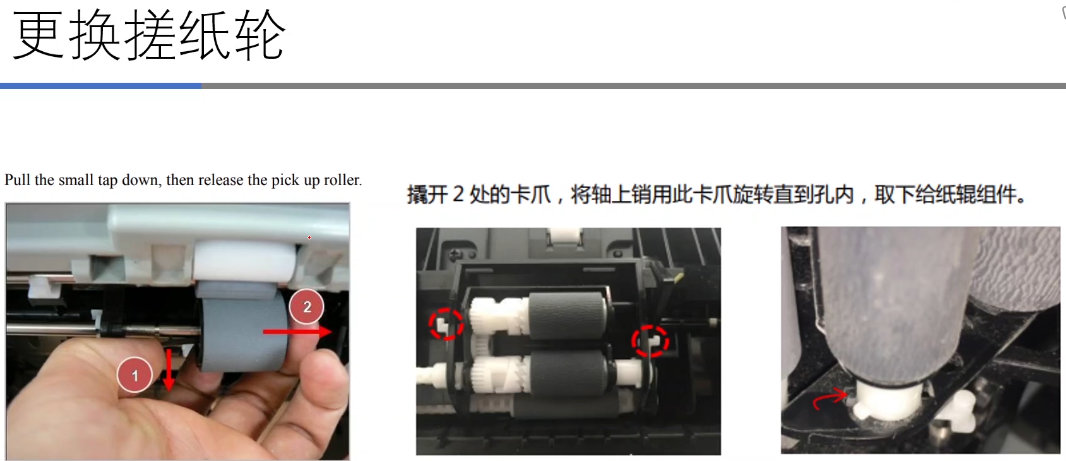 更换搓纸轮
Pull the small tap down, then release the pick up roller.
撬开 2 处的卡爪，将轴上销用此卡爪旋转直到孔内，取下给纸辊组件。
2
1